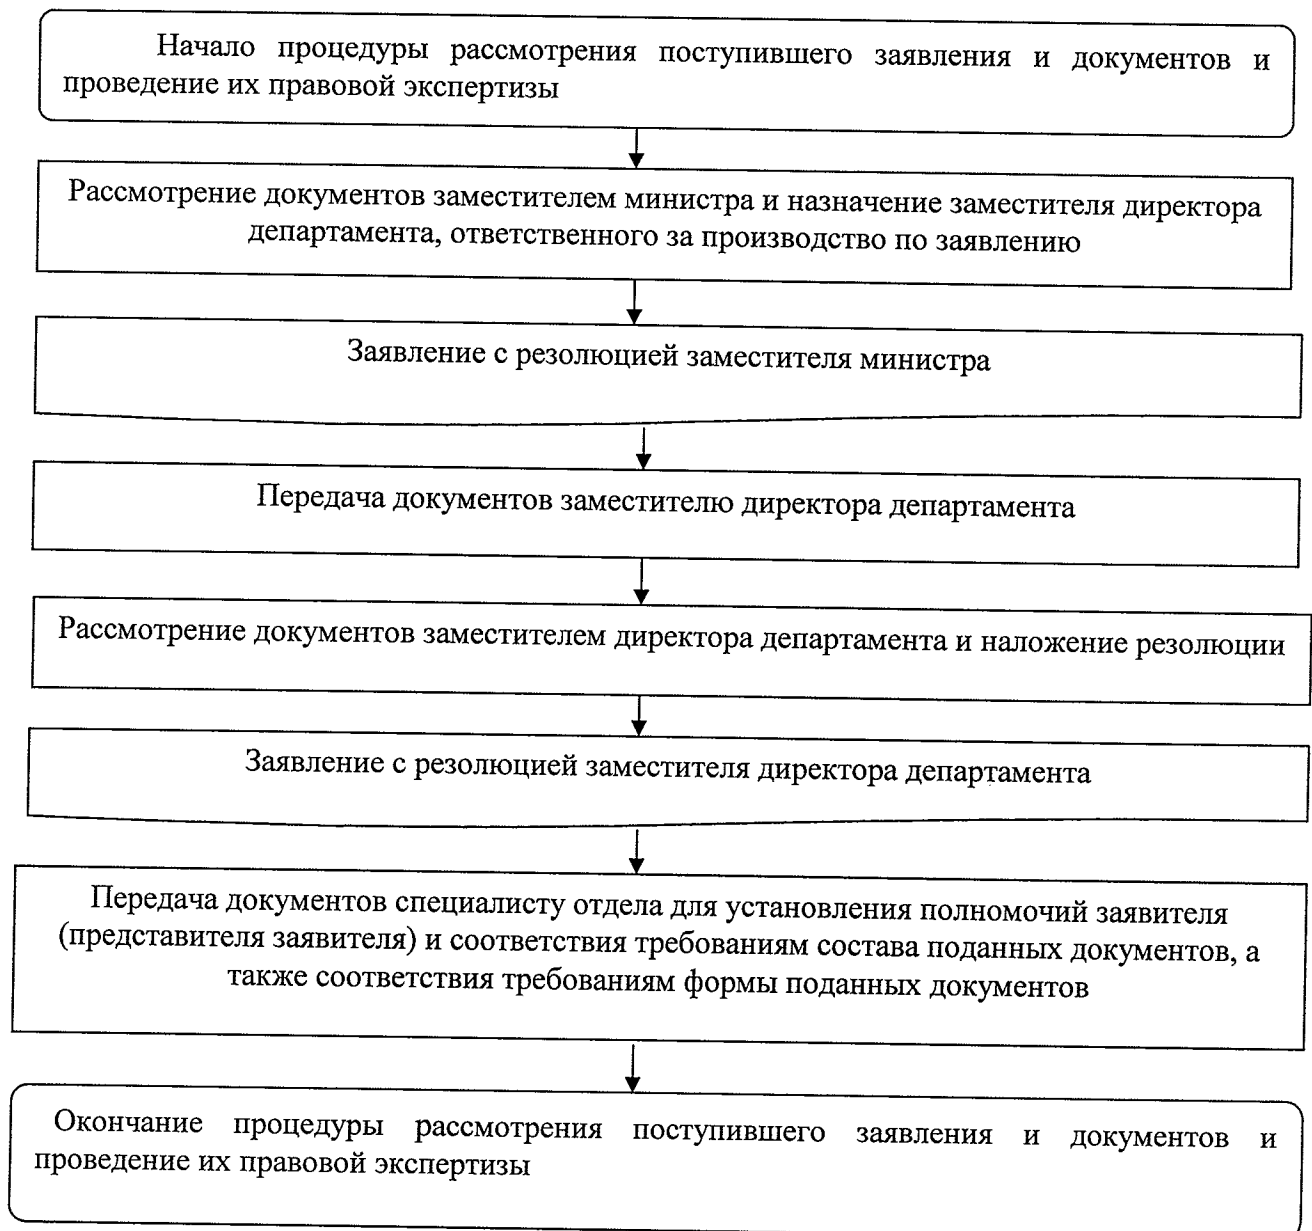 Начало процедуры рассмотрения поступившего заявления и документов и
проведение их правовой экспертизы
Рассмотрение документов заместителем министра и назначение заместителя директора
департамента, ответственного за производство по заявлению
Заявление с резолюцией заместителя министра
Передача документов заместителю директора департамента
Рассмотрение документов заместителем директора департамента и наложение резолюции
Заявление с резолюцией заместителя директора департамента
Передача документов специалисту отдела для установления полномочий заявителя
(представителя заявителя) и соответствия требованиям состава поданных документов, а
также соответствия требованиям формы поданных документов
Окончание процедуры рассмотрения поступившего заявления и документов и
проведение их правовой экспертизы